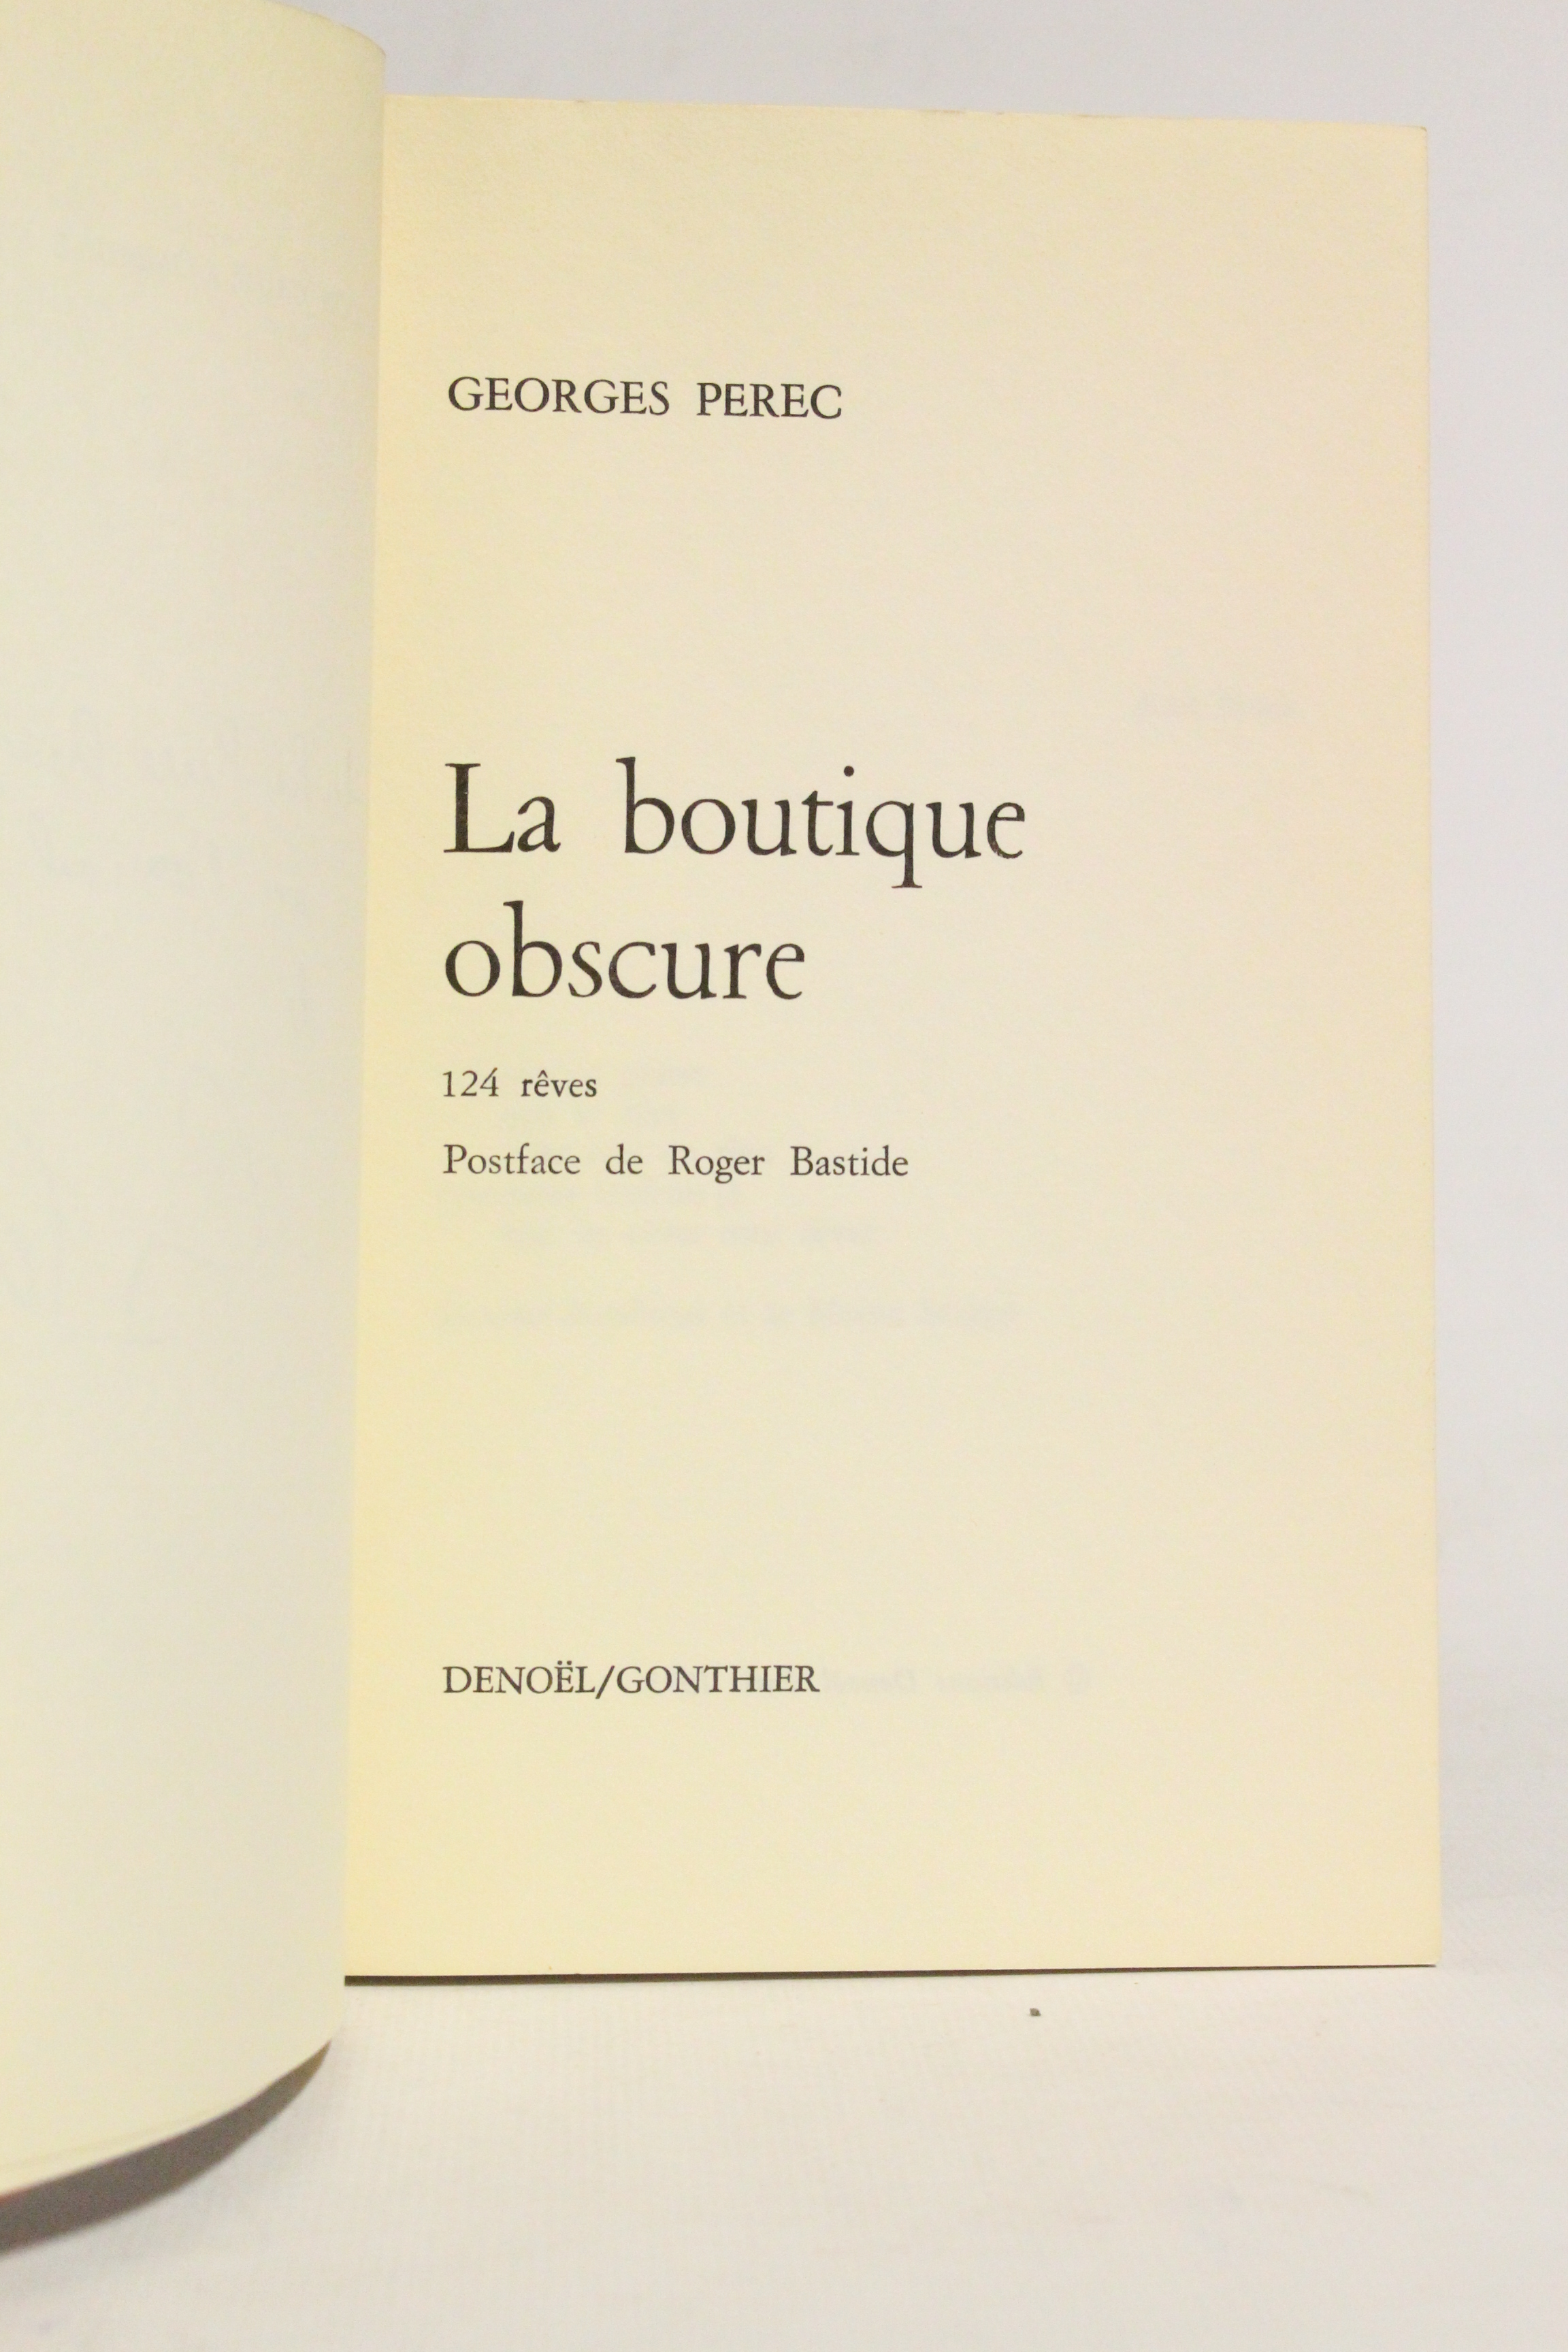 GEORGES PEREC
La boutique
obscure
124 rêves
Postface de Roger Bastide
DENOËL/GONTHIER